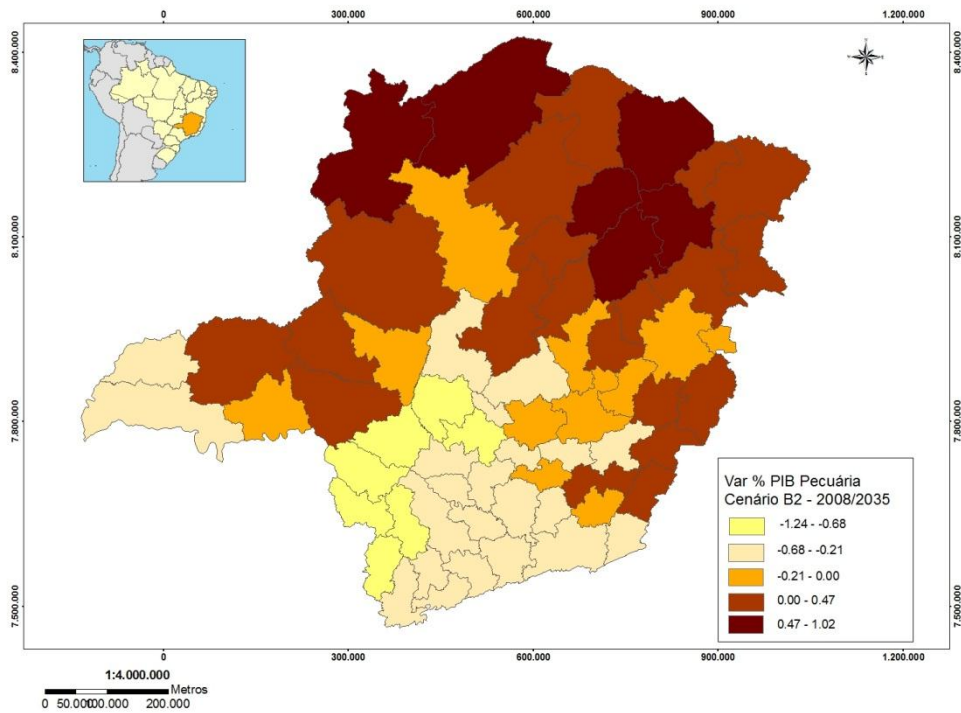 0 300.000 600.000 900.000 1.200.000
8.400.000 8.400.000
8.100.000 8.100.000
7.800.000 7.800.000
7.500.000 7.500.000
Var % PIB Pecuária
Cenário B2 - 2008/2035
-1.24 - -0.68
-0.68 - -0.21
-0.21 - 0.00
0.00 - 0.47
0.47 - 1.02
0 300.000 600.000 900.000 1.200.000
1:4.000.000
Metros
0 50.000 100.000 200.000